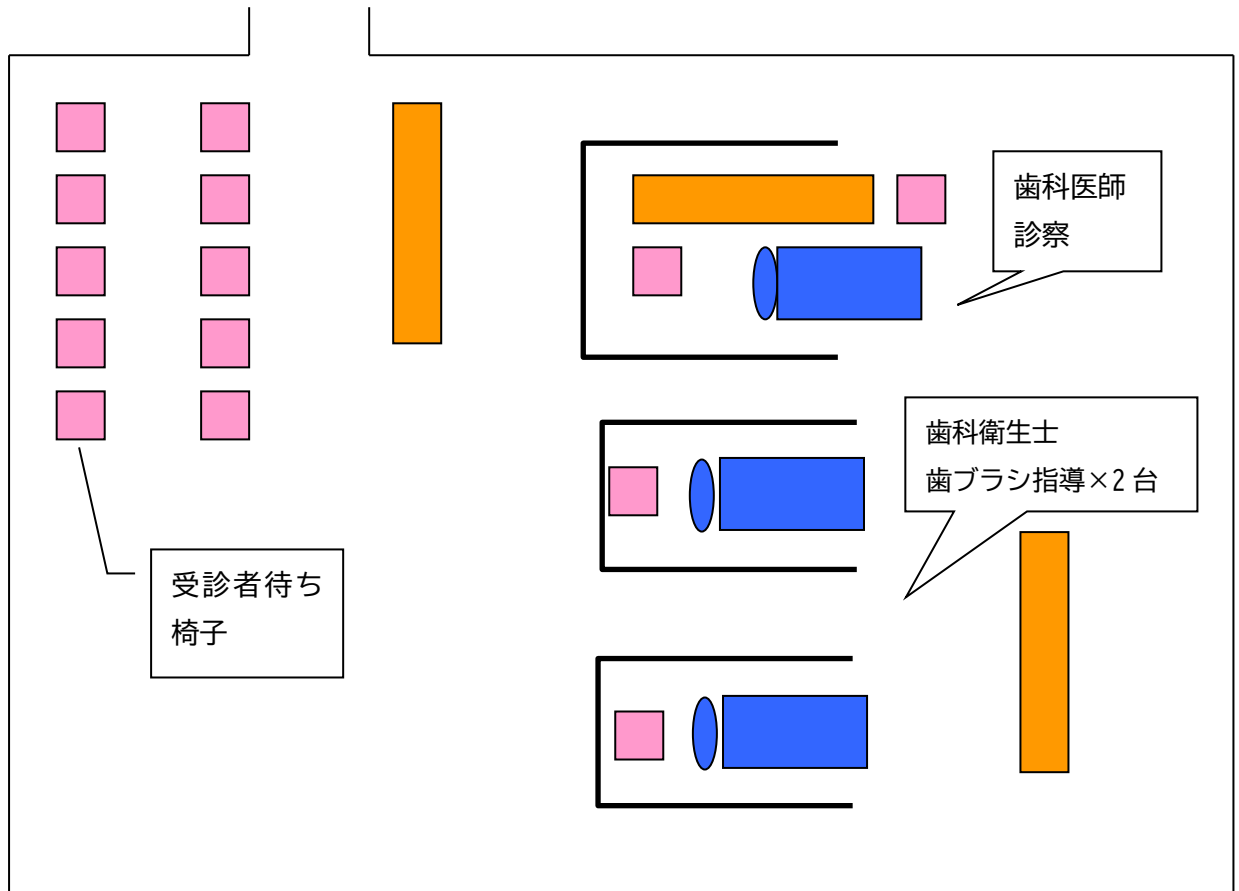 歯科医師
診察
歯科衛生士
歯ブラシ指導×2台
受診者待ち
椅子